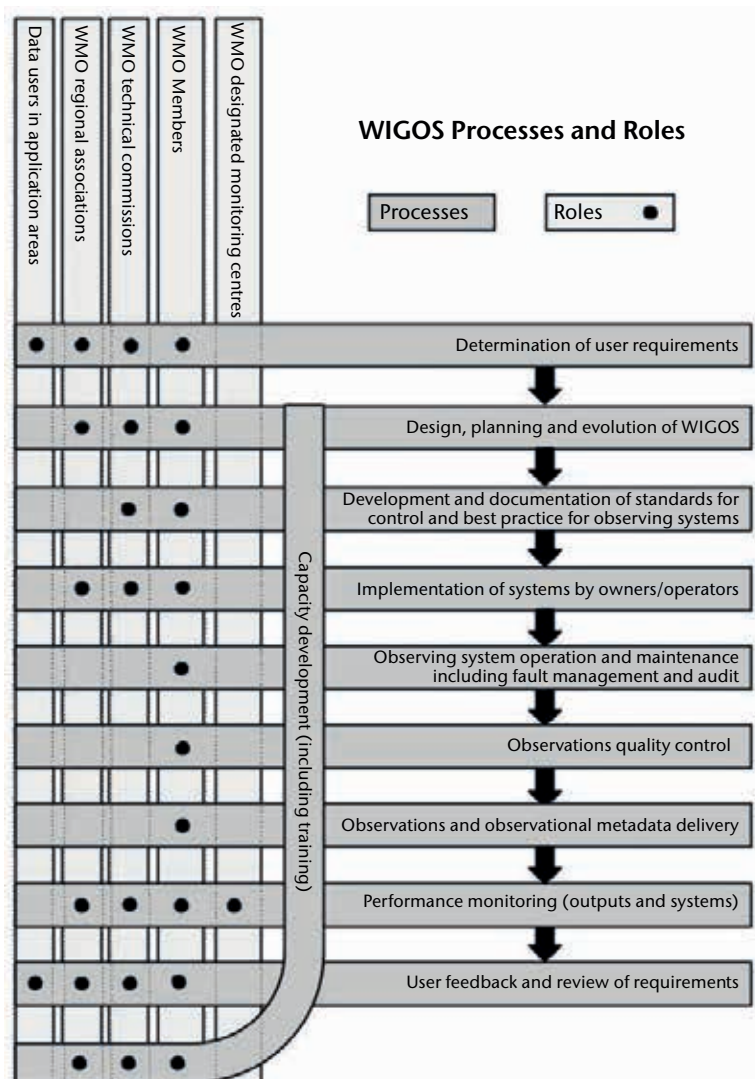 Data users in application areas
WMO regional associations
WMO technical commissions
WMO Members
WMO designated monitoring centres
WIGOS Processes and Roles
Processes
Roles
Determination of user requirements
Design, planning and evolution of WIGOS
Development and documentation of standards for
control and best practice for observing systems
Implementation of systems by owners/operators
Observing system operation and maintenance
including fault management and audit
Observations quality control
Observations and observational metadata delivery
Performance monitoring (outputs and systems)
User feedback and review of requirements
Capacity development (including training)